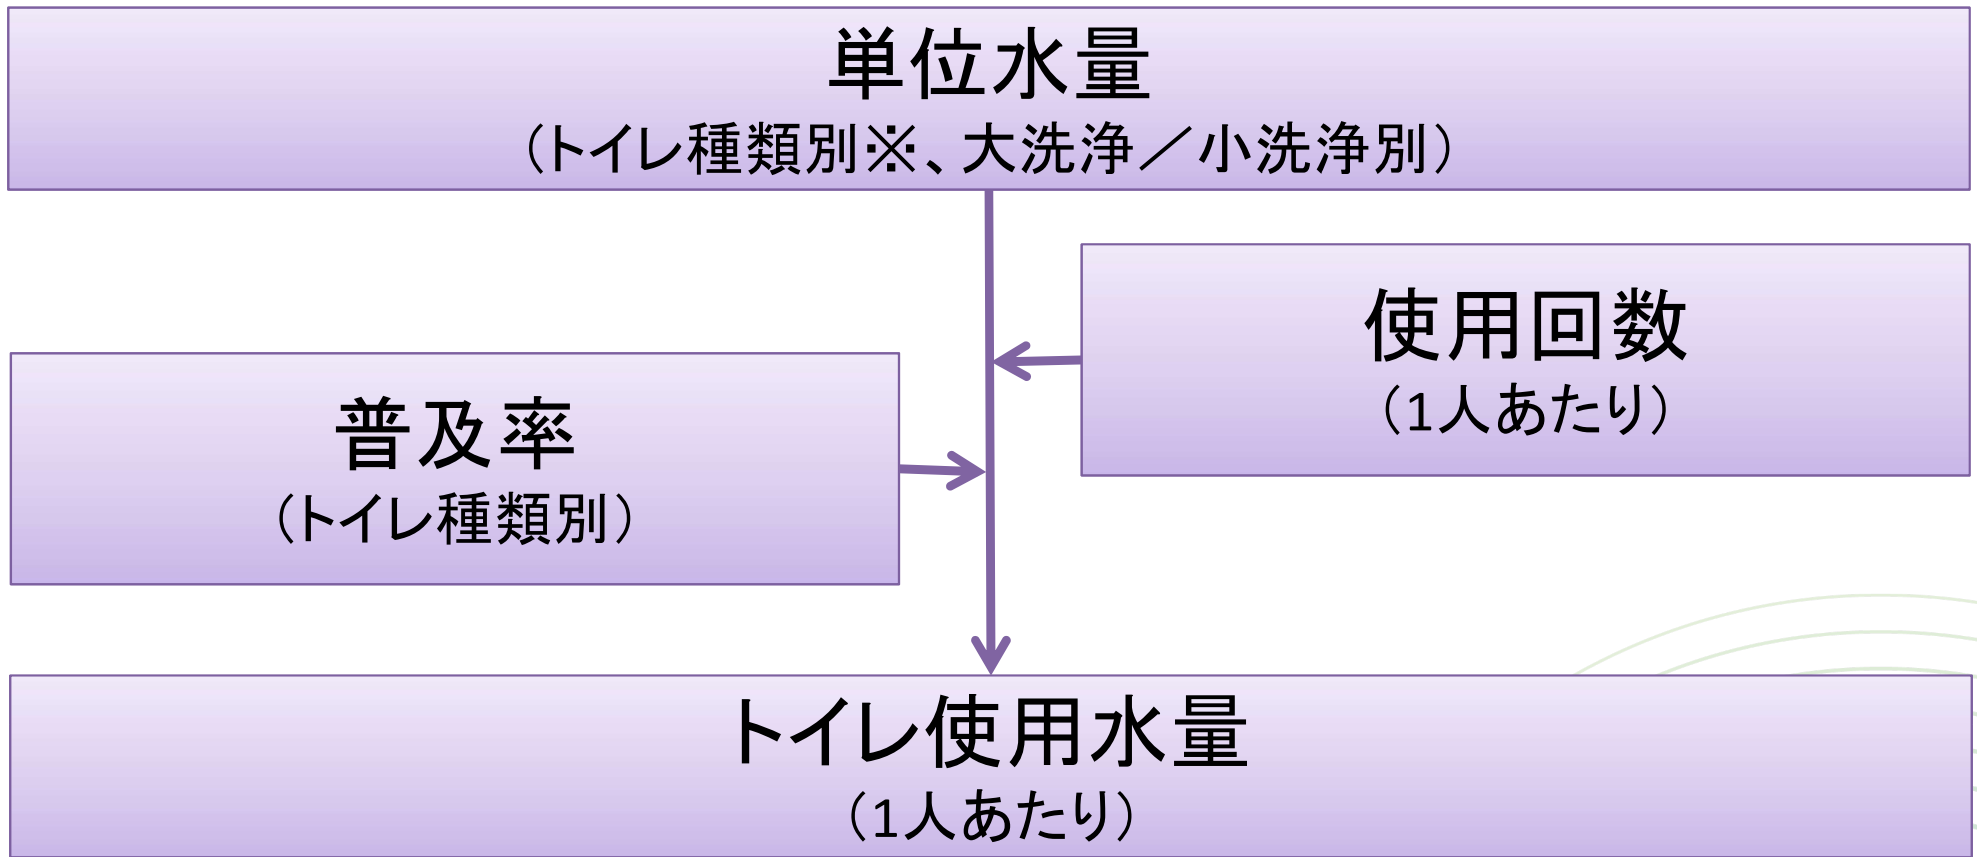 単位水量
（トイレ種類別※、大洗浄／小洗浄別）
使用回数
（1人あたり）
普及率
（トイレ種類別）
トイレ使用水量
（1人あたり）